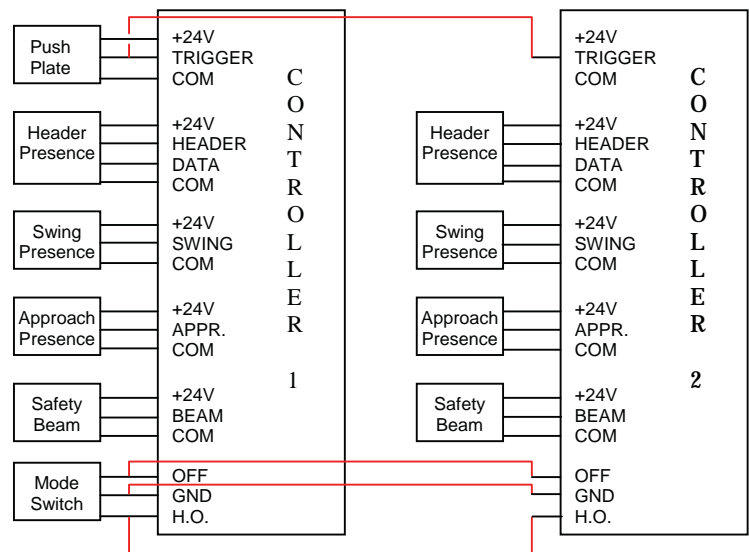 Push
Plate
+24V
TRIGGER
COM
Header
Presence
+24V
HEADER
DATA
COM
Swing
Presence
+24V
SWING
COM
Approach
Presence
+24V
APPR.
COM
Safety
Beam
+24V
BEAM
COM
Mode
Switch
OFF
GND
H.O.
CONTROLLER 1
+24V
TRIGGER
COM
Header
Presence
+24V
HEADER
DATA
COM
Swing
Presence
+24V
SWING
COM
Approach
Presence
+24V
APPR.
COM
Safety
Beam
+24V
BEAM
COM
OFF
GND
H.O.
CONTROLLER 2